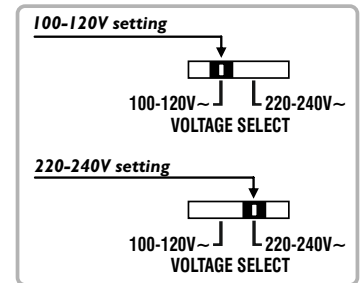 100-120V setting
100-120V~ 220-240V~
VOLTAGE SELECT
220-240V setting
100-120V~ 220-240V~
VOLTAGE SELECT